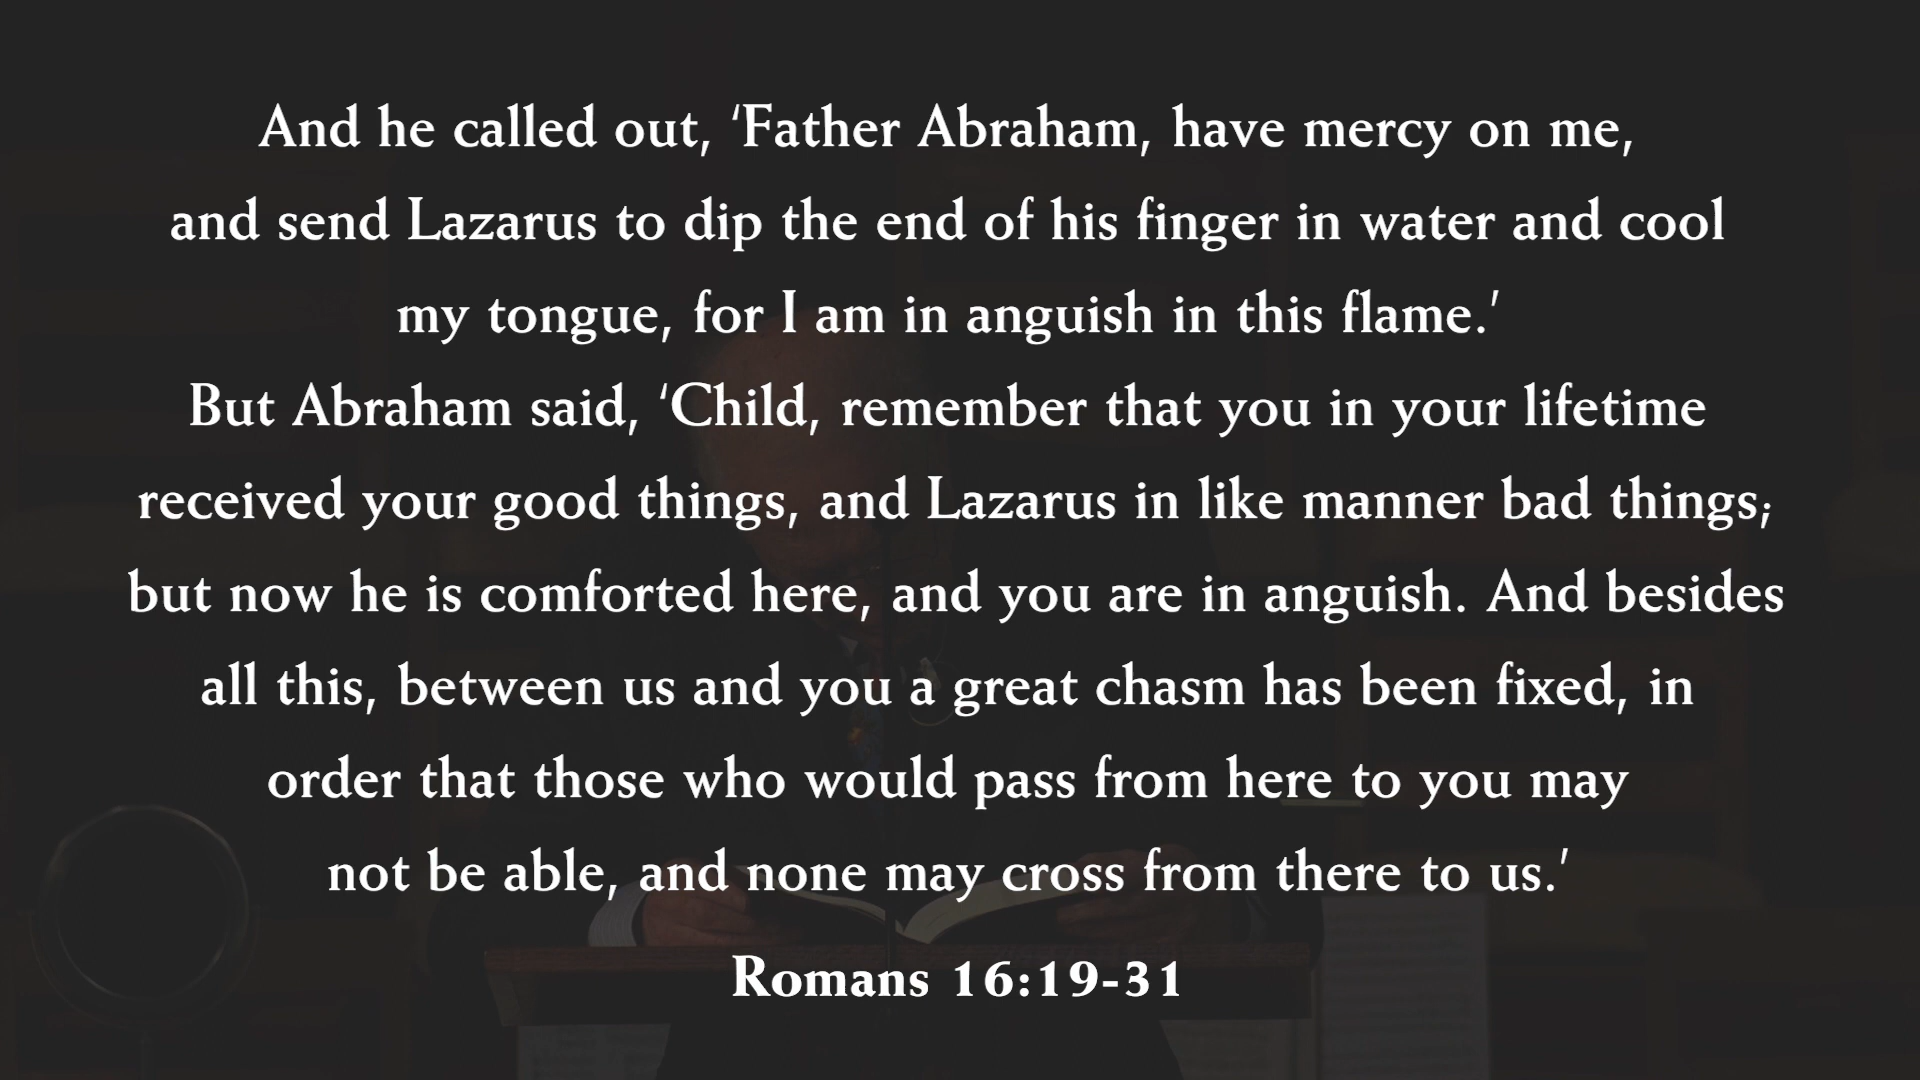 And he called out, ‘Father Abraham, have mercy on me,
and send Lazarus to dip the end of his finger in water and cool
my tongue, for I am in anguish in this flame.’
But Abraham said, ‘Child, remember that you in your lifetime
received your good things, and Lazarus in like manner bad things;
but now he is comforted here, and you are in anguish. And besides
all this, between us and you a great chasm has been fixed, in
order that those who would pass from here to you may
not be able, and none may cross from there to us.’
Romans 16:19-31